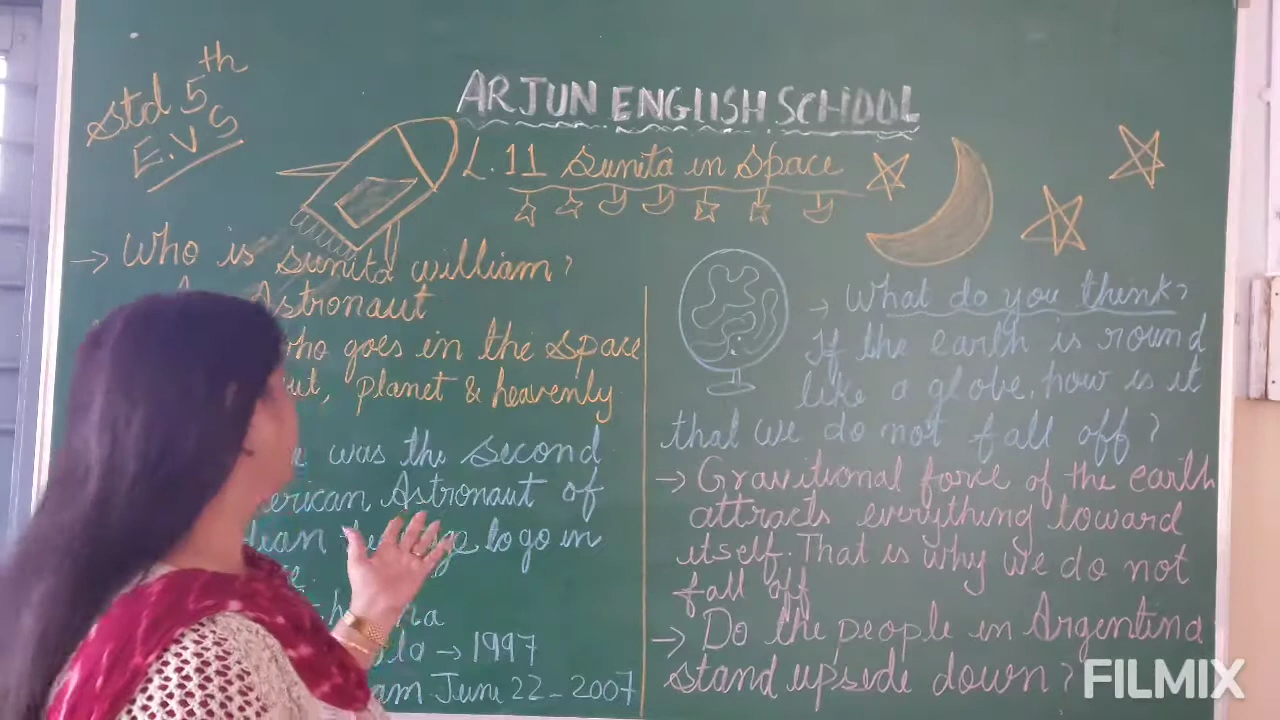 Std 5th
E.V.S
ARJUN ENGLISH SCHOOL
L.11 Sunita in Space
→ Who is sunita william?
Astronaut
who goes in the space
planet & heavenly
was the second
Astronaut of
to go in
→ 1997
June 22-2007
→ What do you think?
If the earth is round
like a globe, how is it
that we do not fall off?
→ Gravitional force of the earth
attracts everything toward
itself. That is why we do not
fall off
→ Do the people in Argentina
stand upside down?
FILMIX